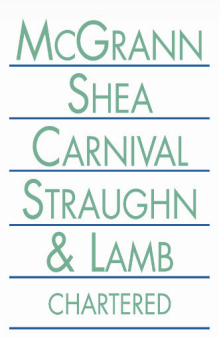 McGRANN
SHEA
CARNIVAL
STRAUGHN
& LAMB
CHARTERED